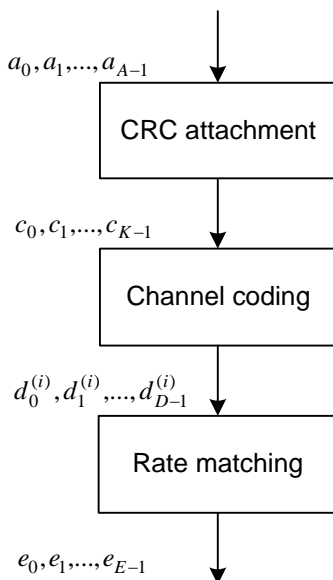 a_0, a_1,..., a_{A-1}
CRC attachment
c_0, c_1,..., c_{K-1}
Channel coding
d_0^{(i)}, d_1^{(i)},..., d_{D-1}^{(i)}
Rate matching
e_0, e_1,..., e_{E-1}